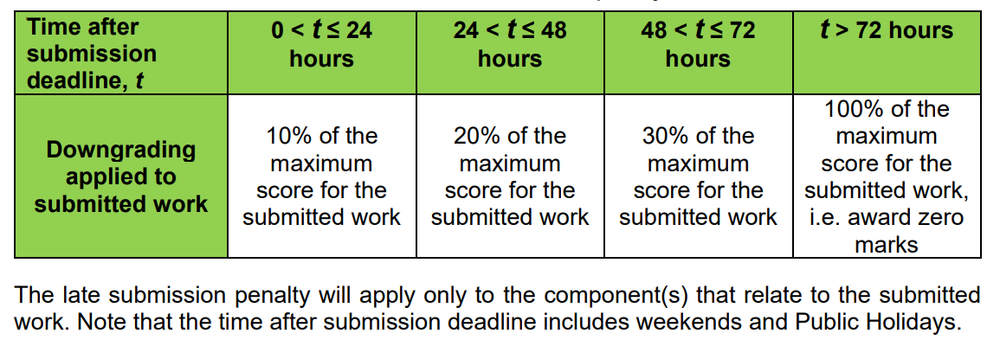 Time after
submission
deadline, t
0 < t ≤ 24
hours
24 < t ≤ 48
hours
48 < t ≤ 72
hours
t > 72 hours
Downgrading
applied to
submitted work
10% of the
maximum
score for the
submitted work
20% of the
maximum
score for the
submitted work
30% of the
maximum
score for the
submitted work
100% of the
maximum
score for the
submitted work,
i.e. award zero
marks
The late submission penalty will apply only to the component(s) that relate to the submitted
work. Note that the time after submission deadline includes weekends and Public Holidays.